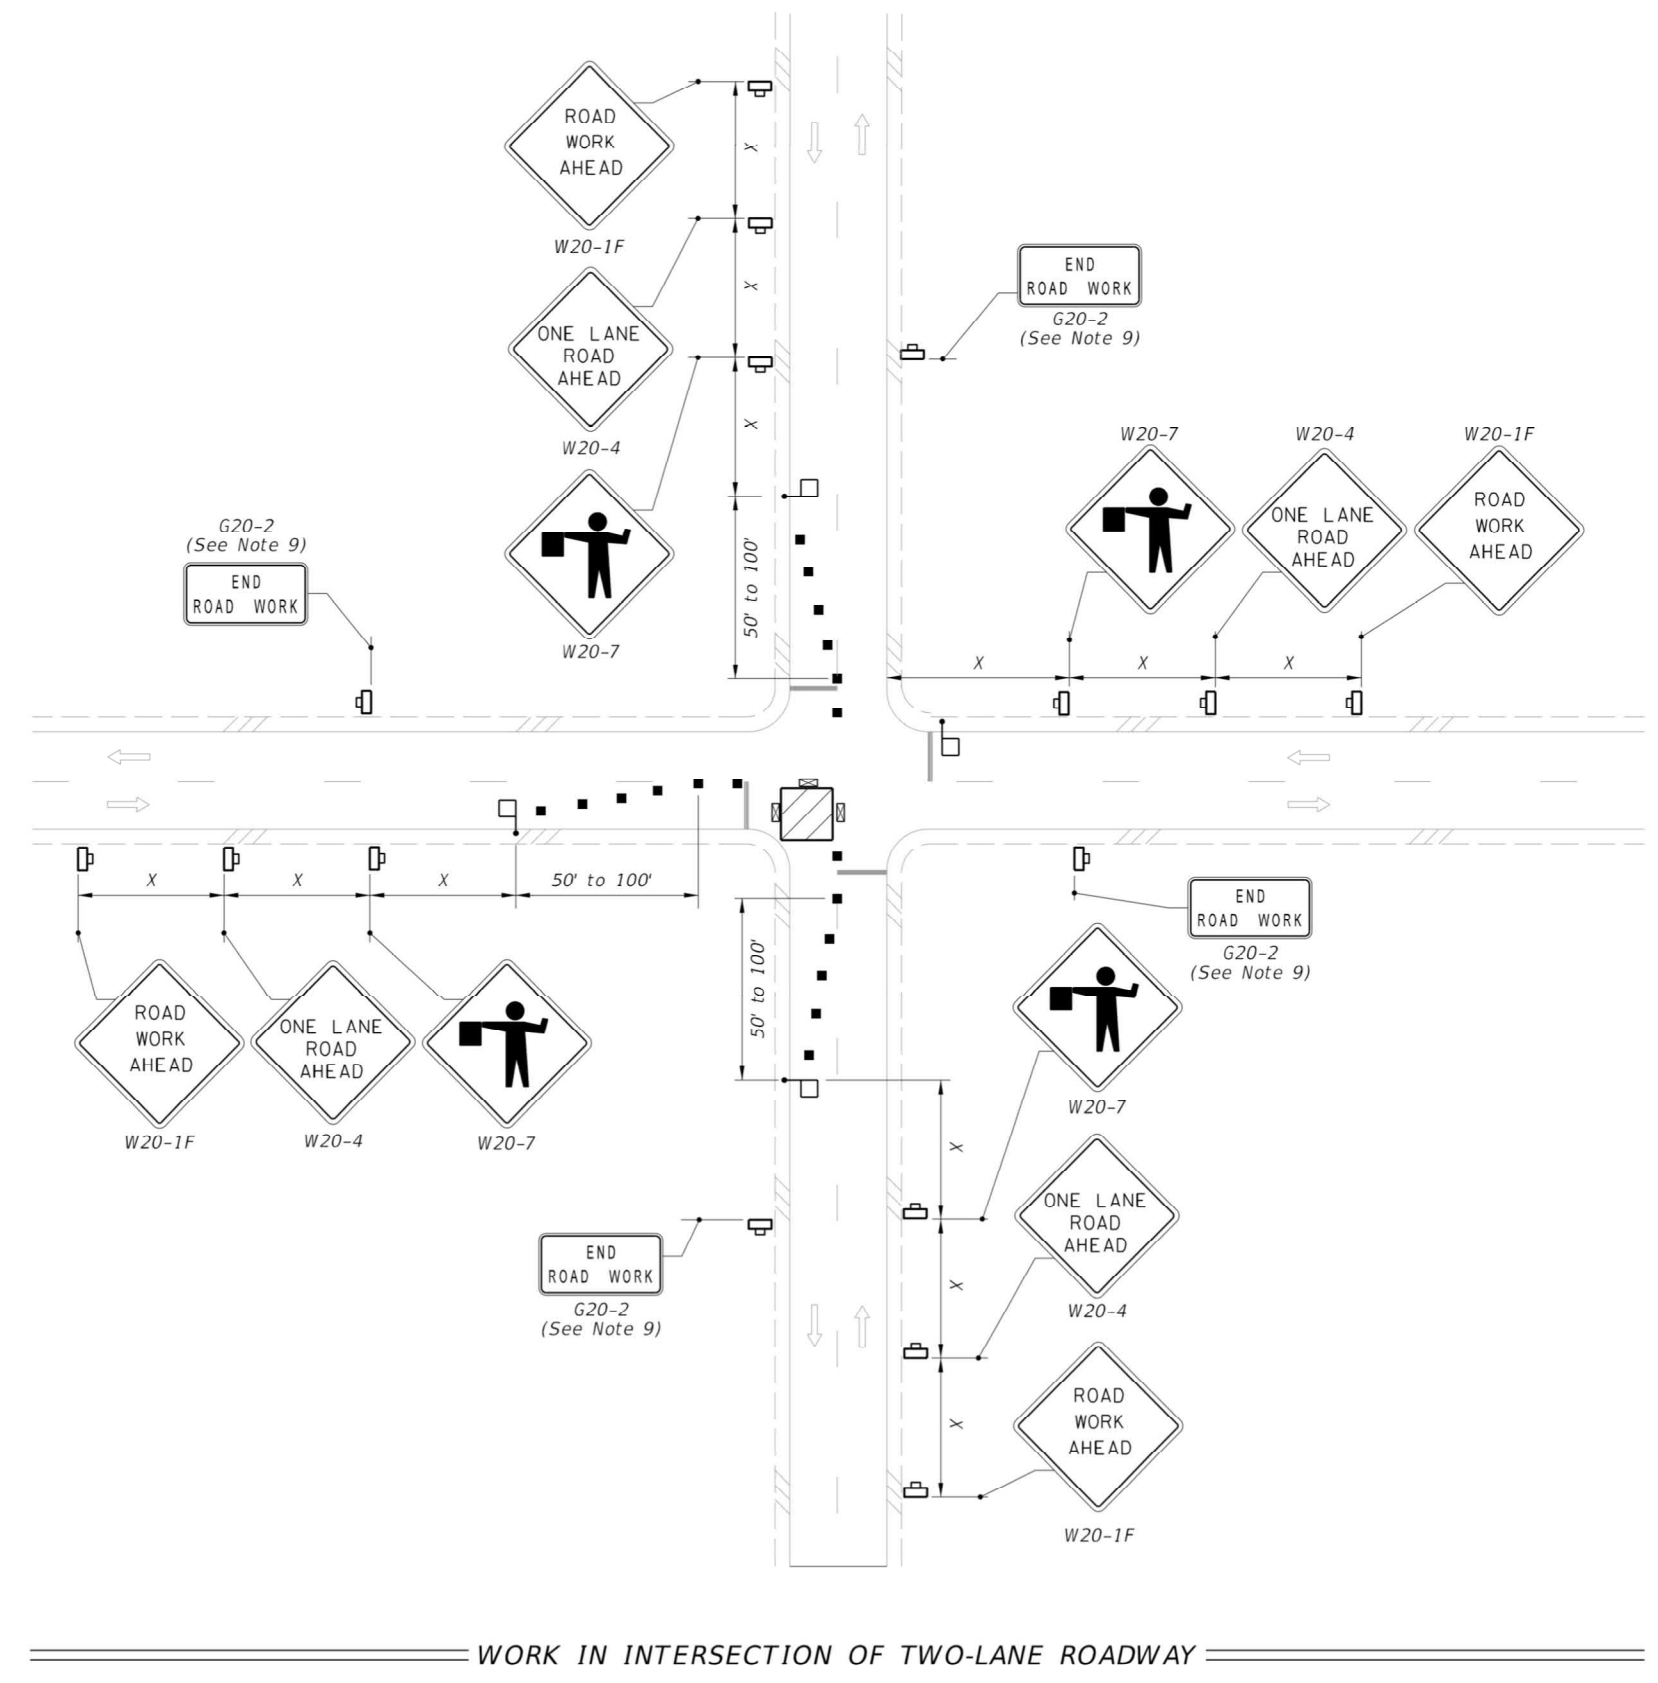 ROAD
WORK
AHEAD
X
W20-1F
X
END
ROAD WORK
G20-2
(See Note 9)
ONE LANE
ROAD
AHEAD
W20-4
X
W20-7 W20-4 W20-1F
G20-2
(See Note 9)
END
ROAD WORK
50' to 100'
W20-7
ONE LANE
ROAD
AHEAD
ROAD
WORK
AHEAD
X X X
X X X 50' to 100'
END
ROAD WORK
G20-2
(See Note 9)
50' to 100'
ROAD
WORK
AHEAD
W20-1F
ONE LANE
ROAD
AHEAD
W20-4
W20-7
W20-7
X
ONE LANE
ROAD
AHEAD
W20-4
X
END
ROAD WORK
G20-2
(See Note 9)
X
ROAD
WORK
AHEAD
W20-1F
WORK IN INTERSECTION OF TWO-LANE ROADWAY